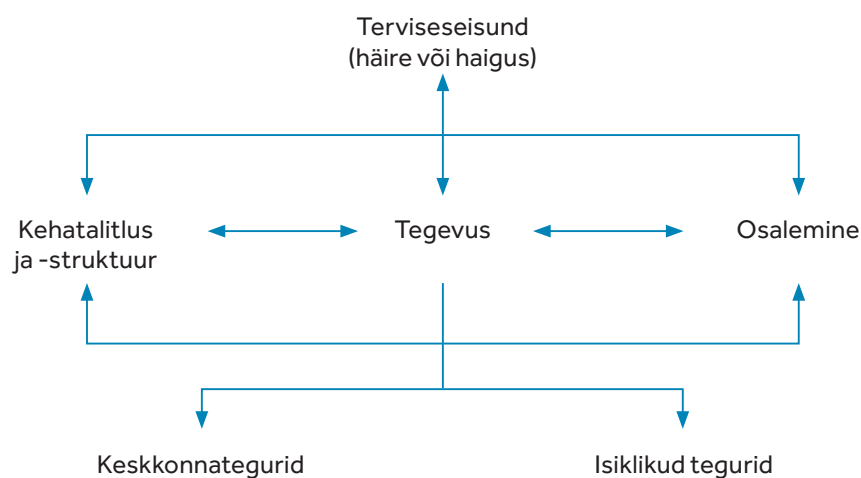 Terviseseisund
(häire või haigus)
Kehatalitlus
ja -struktuur
Tegevus
Osalemine
Keskkonnategurid
Isiklikud tegurid